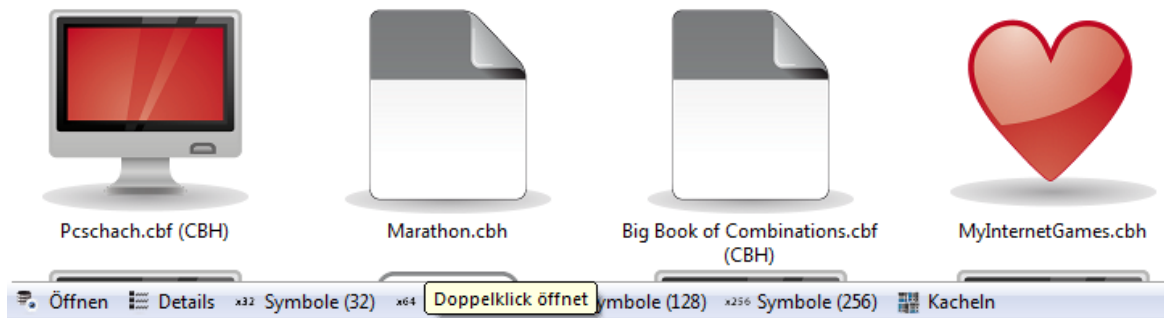 Pcschach.cbf (CBH)
Marathon.cbh
Big Book of Combinations.cbf
(CBH)
MyInternetGames.cbh
Öffnen Details x32 Symbole (32) x64 Doppelklick öffnet ymbole (128) x256 Symbole (256) Kacheln